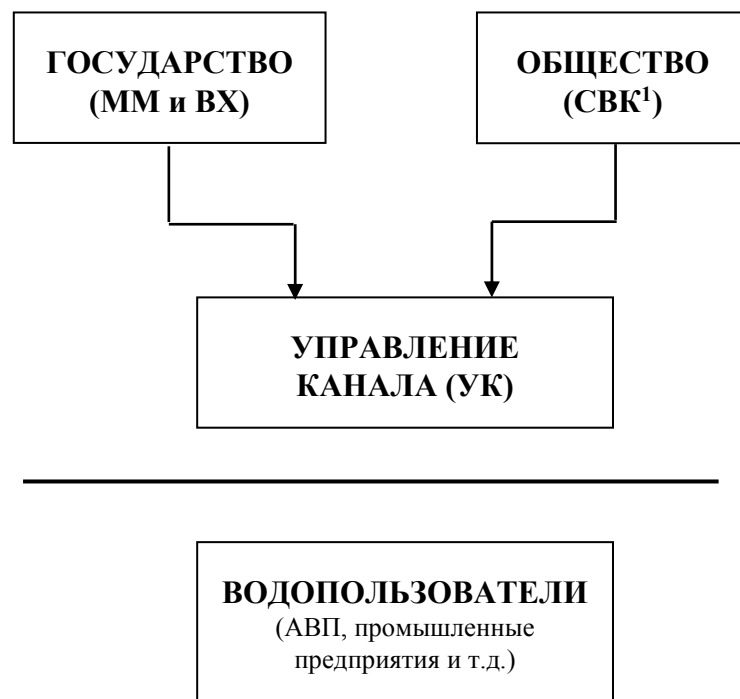 ГОСУДАРСТВО
(ММ и ВХ)
ОБЩЕСТВО
(СВК¹)
УПРАВЛЕНИЕ
КАНАЛА (УК)
ВОДОПОЛЬЗОВАТЕЛИ
(АВП, промышленные
предприятия и т.д.)